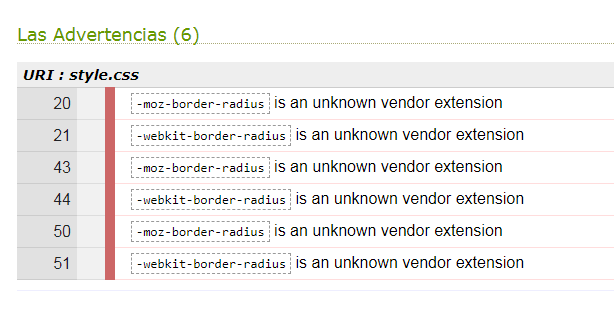 Las Advertencias (6)
URI : style.css
20 -moz-border-radius is an unknown vendor extension
21 -webkit-border-radius is an unknown vendor extension
43 -moz-border-radius is an unknown vendor extension
44 -webkit-border-radius is an unknown vendor extension
50 -moz-border-radius is an unknown vendor extension
51 -webkit-border-radius is an unknown vendor extension